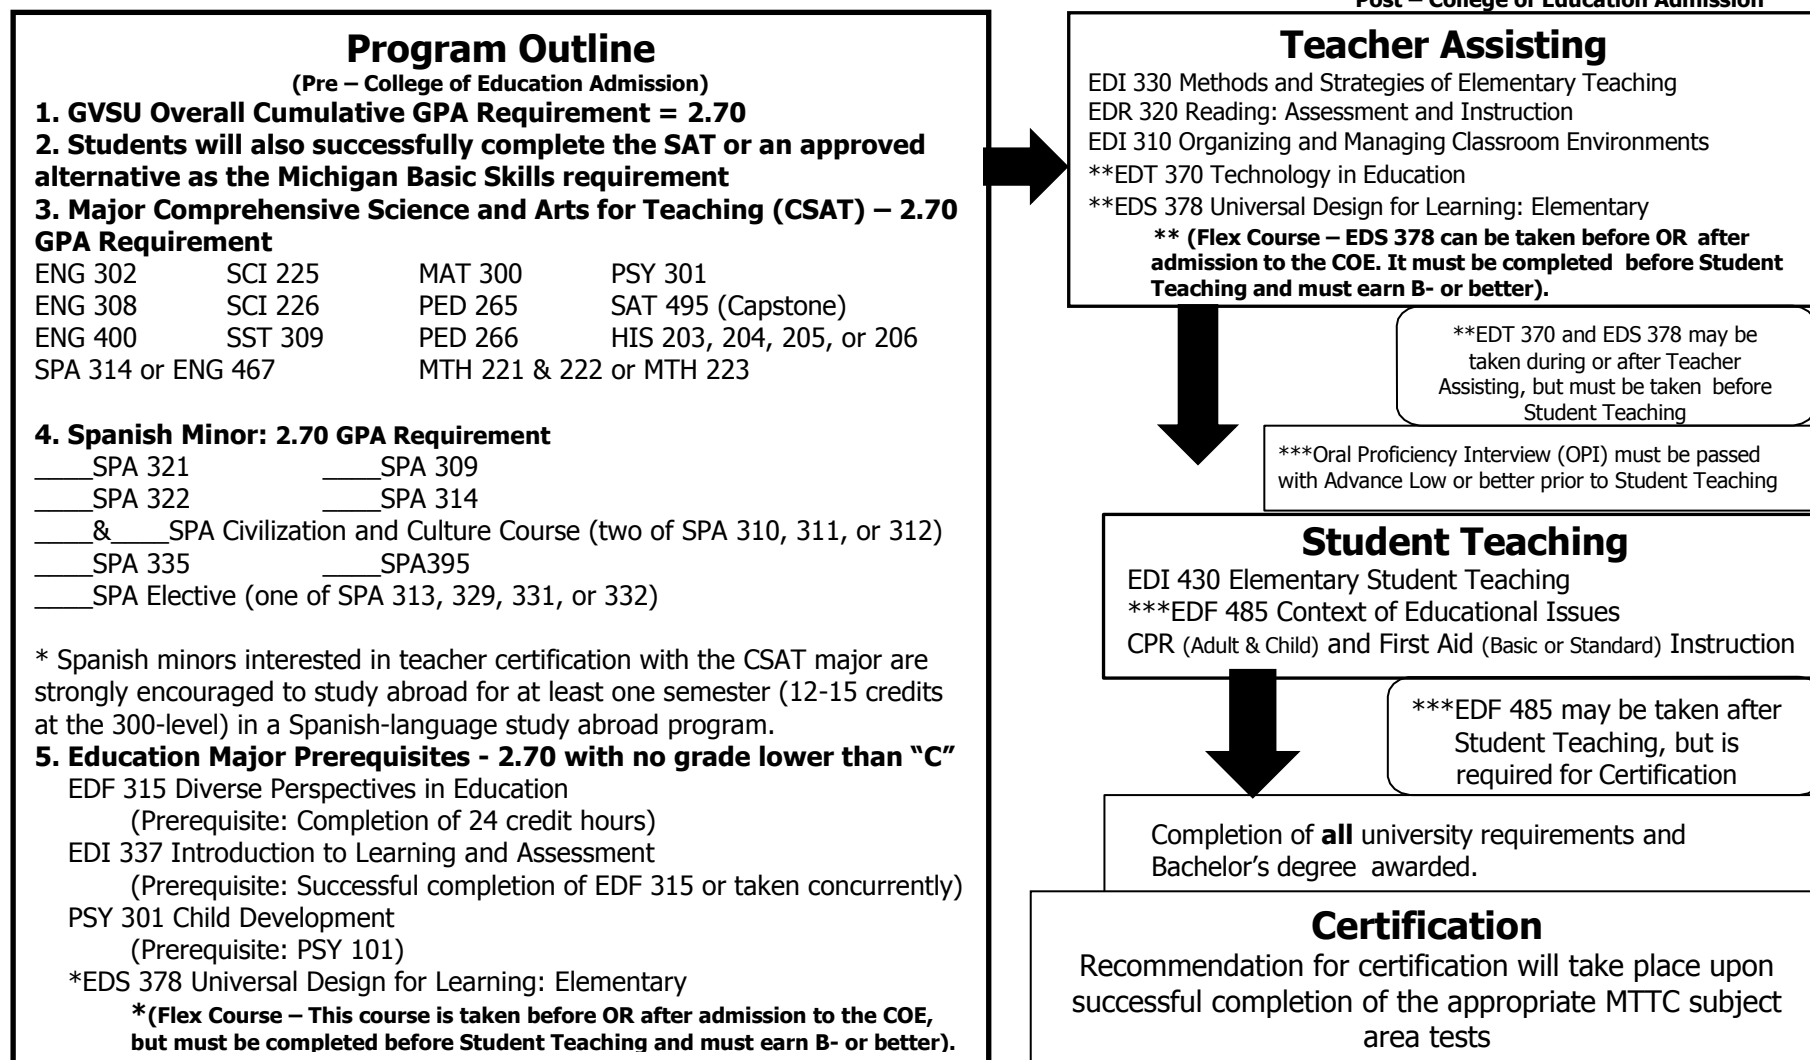 Program Outline
(Pre – College of Education Admission)
1. GVSU Overall Cumulative GPA Requirement = 2.70
2. Students will also successfully complete the SAT or an approved
alternative as the Michigan Basic Skills requirement
3. Major Comprehensive Science and Arts for Teaching (CSAT) – 2.70
GPA Requirement
ENG 302 SCI 225 MAT 300 PSY 301
ENG 308 SCI 226 PED 265 SAT 495 (Capstone)
ENG 400 SST 309 PED 266 HIS 203, 204, 205, or 206
SPA 314 or ENG 467 MTH 221 & 222 or MTH 223
4. Spanish Minor: 2.70 GPA Requirement
____SPA 321 ____SPA 309
____SPA 322 ____SPA 314
____&____SPA Civilization and Culture Course (two of SPA 310, 311, or 312)
____SPA 335 ____SPA395
____SPA Elective (one of SPA 313, 329, 331, or 332)
* Spanish minors interested in teacher certification with the CSAT major are
strongly encouraged to study abroad for at least one semester (12-15 credits
at the 300-level) in a Spanish-language study abroad program.
5. Education Major Prerequisites - 2.70 with no grade lower than “C”
EDF 315 Diverse Perspectives in Education
(Prerequisite: Completion of 24 credit hours)
EDI 337 Introduction to Learning and Assessment
(Prerequisite: Successful completion of EDF 315 or taken concurrently)
PSY 301 Child Development
(Prerequisite: PSY 101)
*EDS 378 Universal Design for Learning: Elementary
*(Flex Course – This course is taken before OR after admission to the COE,
but must be completed before Student Teaching and must earn B- or better).
Post – College of Education Admission
Teacher Assisting
EDI 330 Methods and Strategies of Elementary Teaching
EDR 320 Reading: Assessment and Instruction
EDI 310 Organizing and Managing Classroom Environments
**EDT 370 Technology in Education
**EDS 378 Universal Design for Learning: Elementary
** (Flex Course – EDS 378 can be taken before OR after
admission to the COE. It must be completed before Student
Teaching and must earn B- or better).
**EDT 370 and EDS 378 may be
taken during or after Teacher
Assisting, but must be taken before
Student Teaching
***Oral Proficiency Interview (OPI) must be passed
with Advance Low or better prior to Student Teaching
Student Teaching
EDI 430 Elementary Student Teaching
***EDF 485 Context of Educational Issues
CPR (Adult & Child) and First Aid (Basic or Standard) Instruction
***EDF 485 may be taken after
Student Teaching, but is
required for Certification
Completion of all university requirements and
Bachelor’s degree awarded.
Certification
Recommendation for certification will take place upon
successful completion of the appropriate MTTC subject
area tests